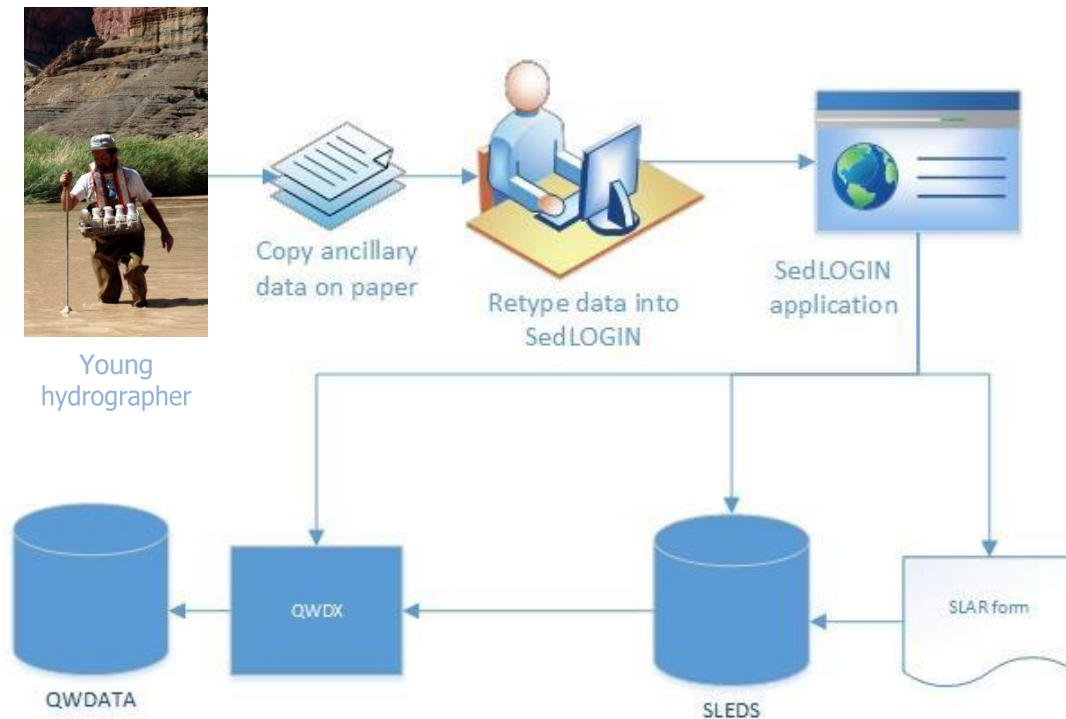 Copy ancillary
data on paper
Retype data into
SedLOGIN
SedLOGIN
application
Young
hydrographer
QWDX
SLAR form
QWDATA
SLEDS